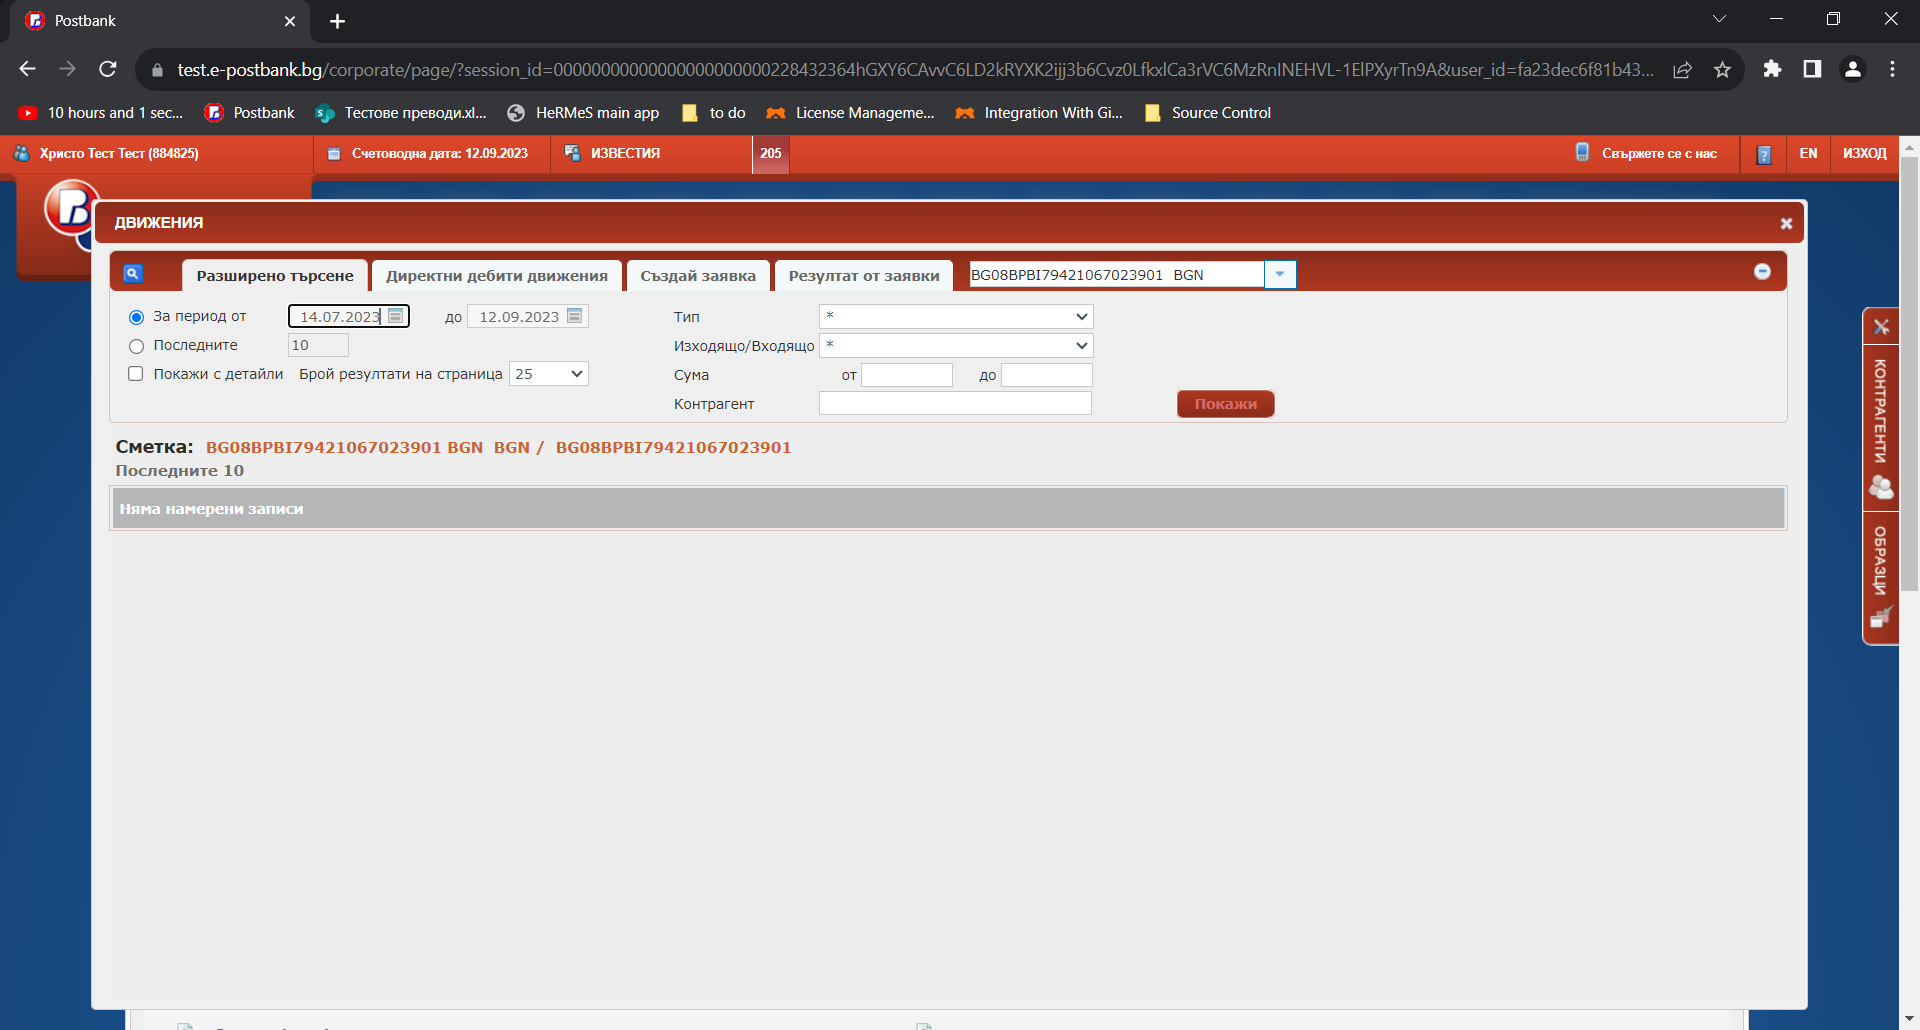 Postbank
test.e-postbank.bg/corporate/page/?session_id=
10 hours and 1 sec... Postbank Тестове преводи.xl... HeRMeS main app to do License Manageme... Integration With Gi... Source Control
Христо Тест Тест (884825) Счетоводна дата: 12.09.2023 ИЗВЕСТИЯ 205 Свържете се с нас EN ИЗХОД
ДВИЖЕНИЯ
Разширено търсене Директни дебити движения Създай заявка Резултат от заявки BG08BPBI79421067023901 BGN
За период от 14.07.2023 до 12.09.2023 Тип *
Последните 10 Изходящо/Входящо *
Покажи с детайли Брой резултати на страница 25 Сума от до
Контрагент Покажи
Сметка: BG08BPBI79421067023901 BGN BGN / BG08BPBI79421067023901
Последните 10
Няма намерени записи
КОНТРАГЕНТИ
ОБРАЗЦИ